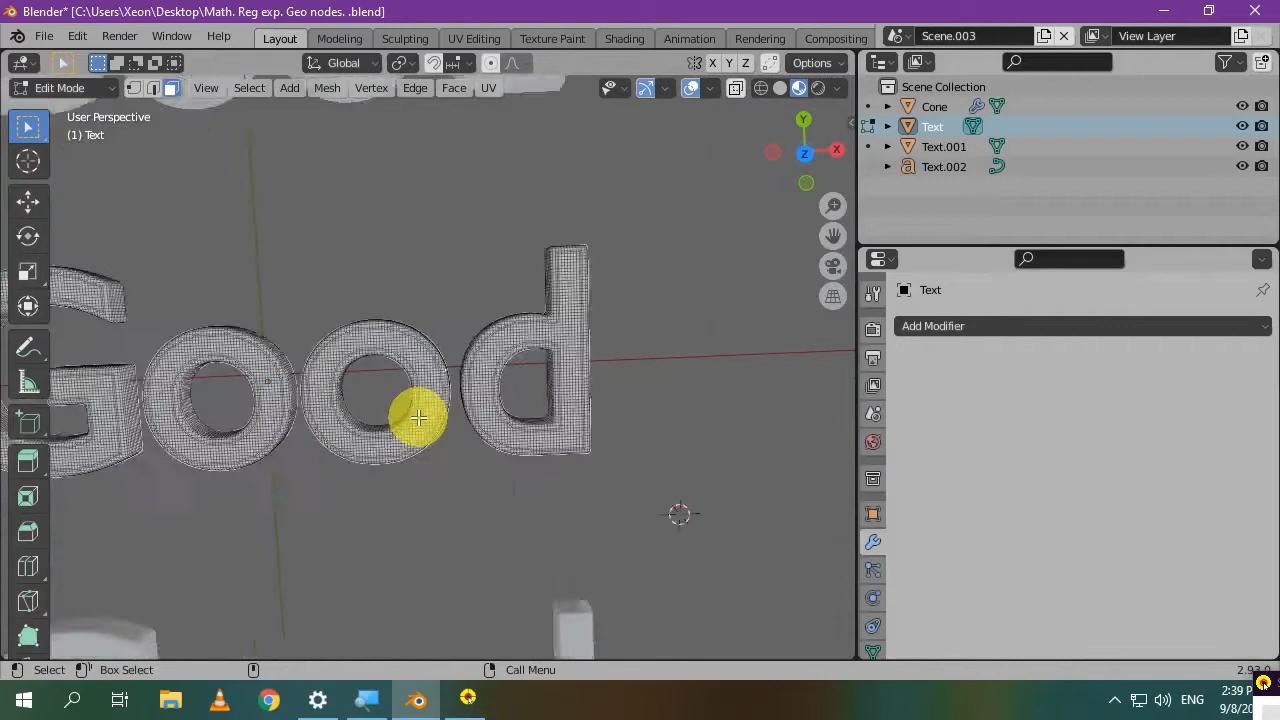 Blender* [C:\Users\Xeon\Desktop\Math. Reg exp. Geo nodes. .blend]
File Edit Render Window Help
Layout Modeling Sculpting UV Editing Texture Paint Shading Animation Rendering Compositing
Scene.003
View Layer
Global
X Y Z
Options
Edit Mode
View Select Add Mesh Vertex Edge Face UV
User Perspective
(1) Text
Y
Z
X
Good
Scene Collection
Cone
Text
Text.001
Text.002
Text
Add Modifier
Select
Box Select
Call Menu
2.93.0
ENG
2:39 P
9/8/20